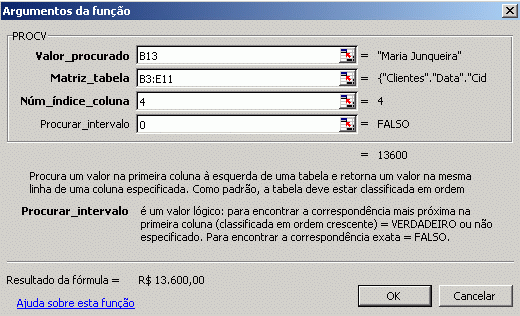 Argumentos da função
PROCV
Valor_procurado B13 = "Maria Junqueira"
Matriz_tabela B3:E11 = {"Clientes"."Data"."Cid
Núm_índice_coluna 4 = 4
Procurar_intervalo 0 = FALSO
= 13600
Procura um valor na primeira coluna à esquerda de uma tabela e retorna um valor na mesma
linha de uma coluna especificada. Como padrão, a tabela deve estar classificada em ordem
Procurar_intervalo é um valor lógico: para encontrar a correspondência mais próxima na
primeira coluna (classificada em ordem crescente) = VERDADEIRO ou não
especificado. Para encontrar a correspondência exata = FALSO.
Resultado da fórmula = R$ 13.600,00
Ajuda sobre esta função
OK
Cancelar